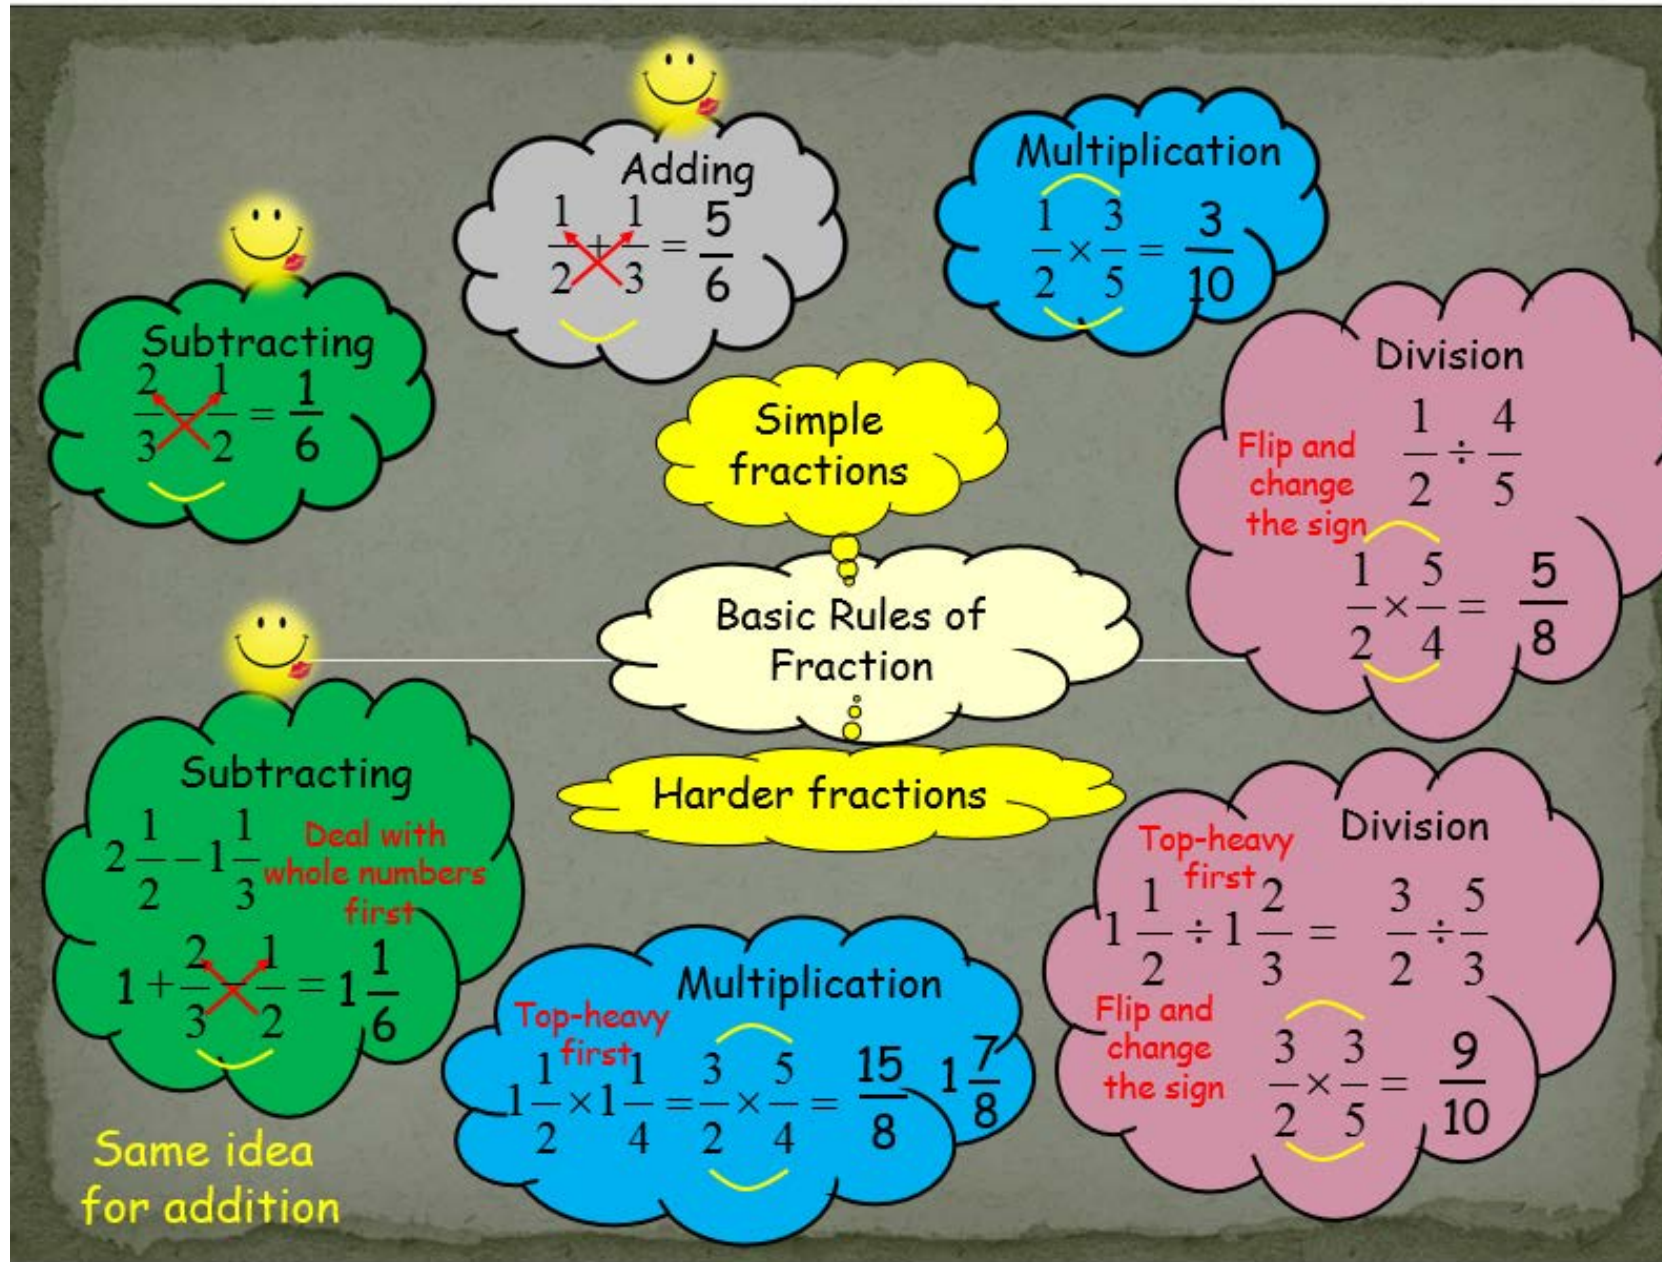 Adding
1/2 + 1/3 = 5/6
Multiplication
1/2 × 3/5 = 3/10
Subtracting
2/3 − 1/2 = 1/6
Division
1/2 ÷ 4/5
Flip and
change
the sign
1/2 × 5/4 = 5/8
Simple
fractions
Basic Rules of
Fraction
Harder fractions
Subtracting
2 1/2 − 1 1/3
Deal with
whole numbers
first
1 + 2/3 − 1/2 = 1 1/6
Same idea
for addition
Multiplication
Top-heavy
first
1 1/2 × 1 1/4 = 3/2 × 5/4 = 15/8 1 7/8
Division
Top-heavy
first
1 1/2 ÷ 1 2/3 = 3/2 ÷ 5/3
Flip and
change
the sign
3/2 × 3/5 = 9/10